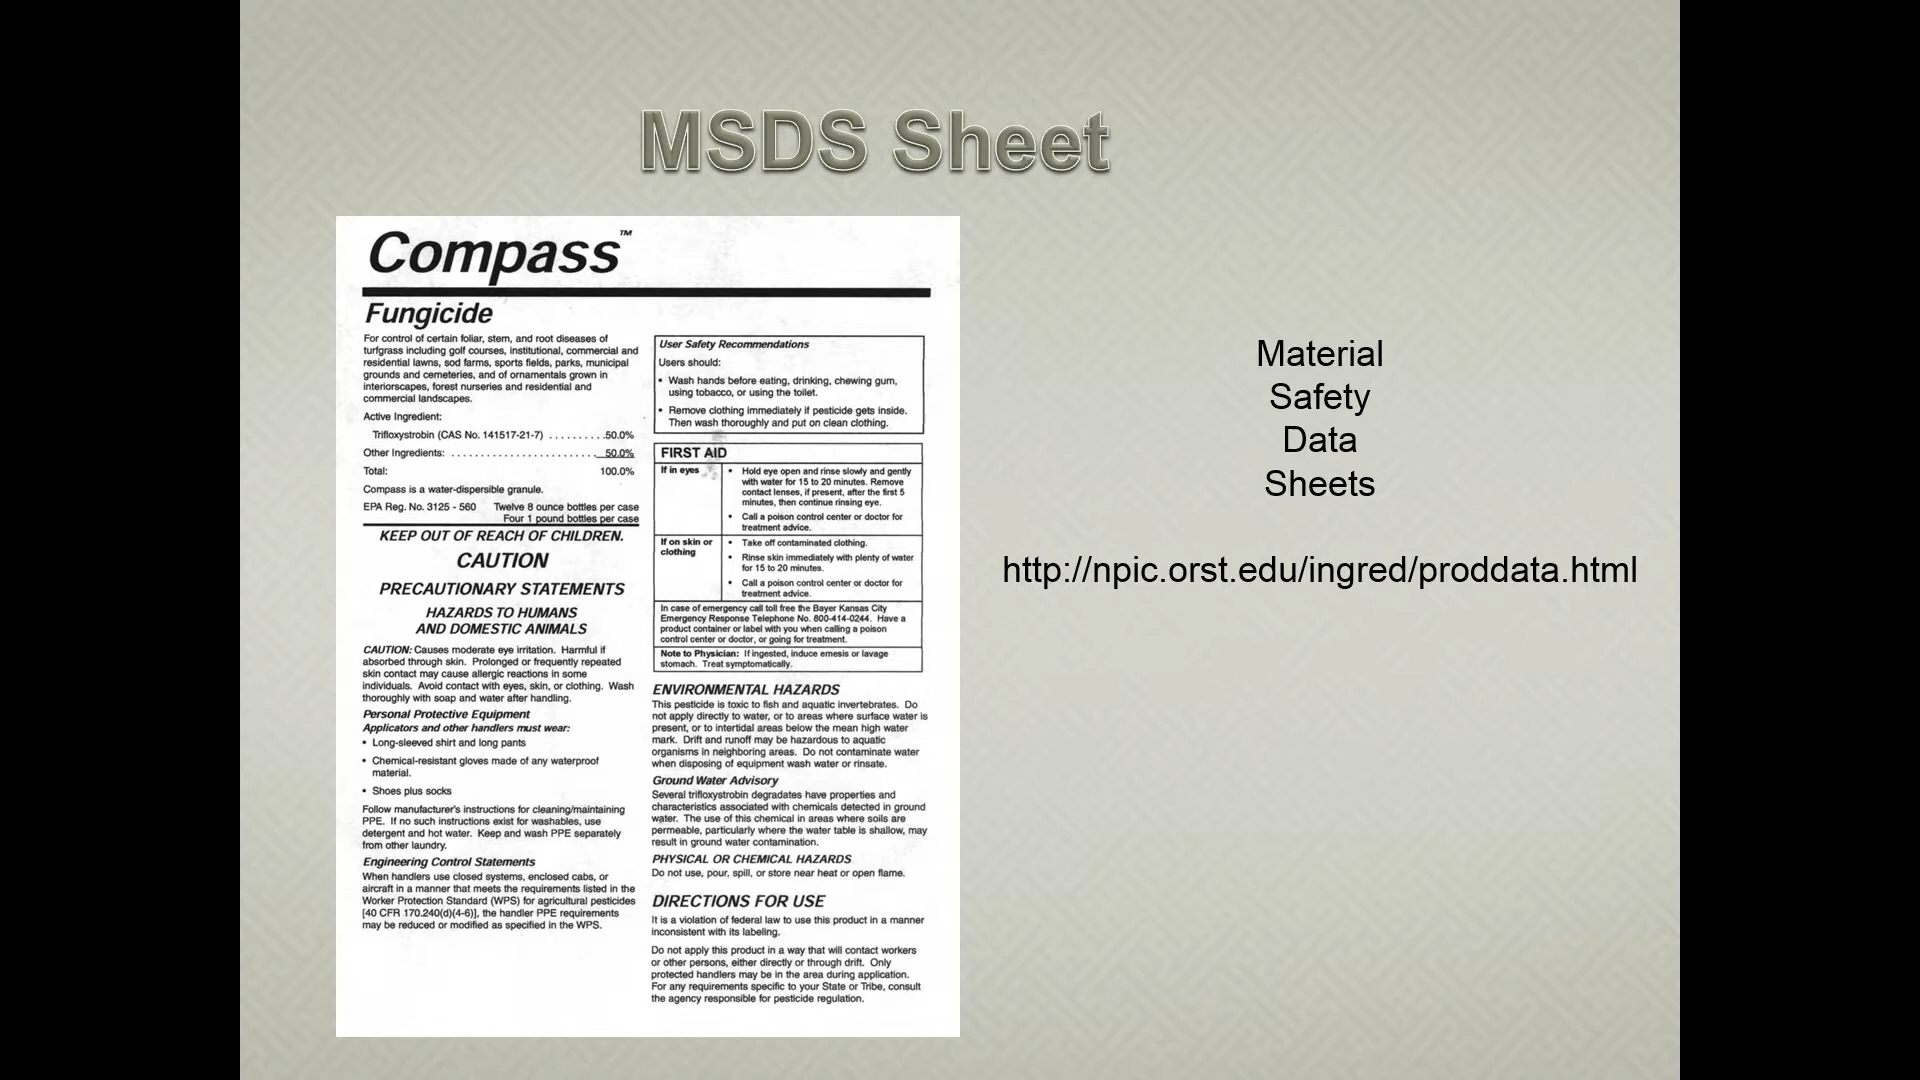 MSDS Sheet
Compass™
Fungicide
For control of certain foliar, stem, and root diseases of
turfgrass including golf courses, institutional, commercial and
residential lawns, sod farms, sports fields, parks, municipal
grounds and cemeteries, and of ornamentals grown in
interiorscapes, forest nurseries and residential and
commercial landscapes.
Active Ingredient:
Trifloxystrobin (CAS No. 141517-21-7) . . . . . . . . . .50.0%
Other Ingredients: . . . . . . . . . . . . . . . . . . . . . . . . . .50.0%
Total: 100.0%
Compass is a water-dispersible granule.
EPA Reg. No. 3125 - 560 Twelve 8 ounce bottles per case
Four 1 pound bottles per case
KEEP OUT OF REACH OF CHILDREN.
CAUTION
PRECAUTIONARY STATEMENTS
HAZARDS TO HUMANS
AND DOMESTIC ANIMALS
CAUTION: Causes moderate eye irritation. Harmful if
absorbed through skin. Prolonged or frequently repeated
skin contact may cause allergic reactions in some
individuals. Avoid contact with eyes, skin, or clothing. Wash
thoroughly with soap and water after handling.
Personal Protective Equipment
Applicators and other handlers must wear:
• Long-sleeved shirt and long pants
• Chemical-resistant gloves made of any waterproof
material.
• Shoes plus socks
Follow manufacturer's instructions for cleaning/maintaining
PPE. If no such instructions exist for washables, use
detergent and hot water. Keep and wash PPE separately
from other laundry.
Engineering Control Statements
When handlers use closed systems, enclosed cabs, or
aircraft in a manner that meets the requirements listed in the
Worker Protection Standard (WPS) for agricultural pesticides
[40 CFR 170.240(d)(4-6)], the handler PPE requirements
may be reduced or modified as specified in the WPS.
User Safety Recommendations
Users should:
• Wash hands before eating, drinking, chewing gum,
using tobacco, or using the toilet.
• Remove clothing immediately if pesticide gets inside.
Then wash thoroughly and put on clean clothing.
FIRST AID
If in eyes
• Hold eye open and rinse slowly and gently
with water for 15 to 20 minutes. Remove
contact lenses, if present, after the first 5
minutes, then continue rinsing eye.
• Call a poison control center or doctor for
treatment advice.
If on skin or
clothing
• Take off contaminated clothing.
• Rinse skin immediately with plenty of water
for 15 to 20 minutes.
• Call a poison control center or doctor for
treatment advice.
In case of emergency call toll free the Bayer Kansas City
Emergency Response Telephone No. 800-414-0244. Have a
product container or label with you when calling a poison
control center or doctor, or going for treatment.
Note to Physician: If ingested, induce emesis or lavage
stomach. Treat symptomatically.
ENVIRONMENTAL HAZARDS
This pesticide is toxic to fish and aquatic invertebrates. Do
not apply directly to water, or to areas where surface water is
present, or to intertidal areas below the mean high water
mark. Drift and runoff may be hazardous to aquatic
organisms in neighboring areas. Do not contaminate water
when disposing of equipment wash water or rinsate.
Ground Water Advisory
Several trifloxystrobin degradates have properties and
characteristics associated with chemicals detected in ground
water. The use of this chemical in areas where soils are
permeable, particularly where the water table is shallow, may
result in ground water contamination.
PHYSICAL OR CHEMICAL HAZARDS
Do not use, pour, spill, or store near heat or open flame.
DIRECTIONS FOR USE
It is a violation of federal law to use this product in a manner
inconsistent with its labeling.
Do not apply this product in a way that will contact workers
or other persons, either directly or through drift. Only
protected handlers may be in the area during application.
For any requirements specific to your State or Tribe, consult
the agency responsible for pesticide regulation.
Material
Safety
Data
Sheets
http://npic.orst.edu/ingred/proddata.html